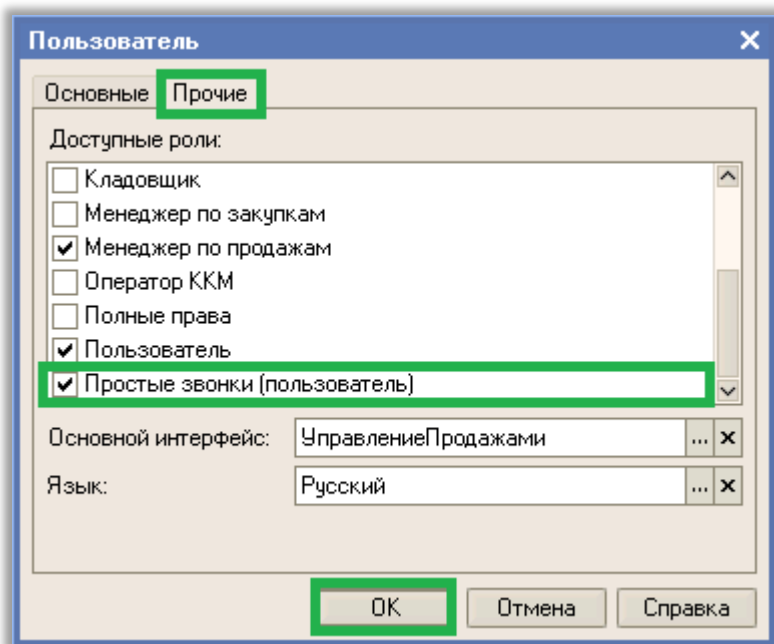 Пользователь
Основные Прочие
Доступные роли:
Кладовщик
Менеджер по закупкам
Менеджер по продажам
Оператор ККМ
Полные права
Пользователь
Простые звонки (пользователь)
Основной интерфейс: УправлениеПродажами ... ×
Язык: Русский ... ×
OK Отмена Справка